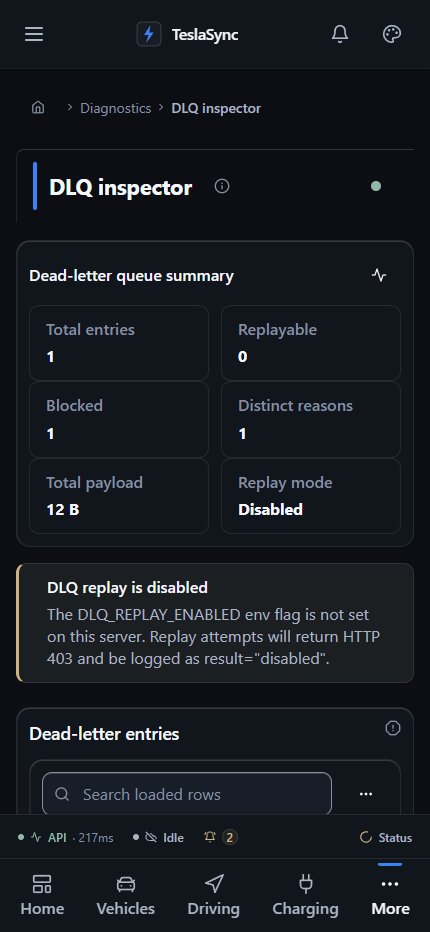 TeslaSync
Diagnostics DLQ inspector
DLQ inspector
Dead-letter queue summary
Total entries
1
Replayable
0
Blocked
1
Distinct reasons
1
Total payload
12 B
Replay mode
Disabled
DLQ replay is disabled
The DLQ_REPLAY_ENABLED env flag is not set
on this server. Replay attempts will return HTTP
403 and be logged as result="disabled".
Dead-letter entries
Search loaded rows
API · 217ms Idle 2 Status
Home Vehicles Driving Charging More